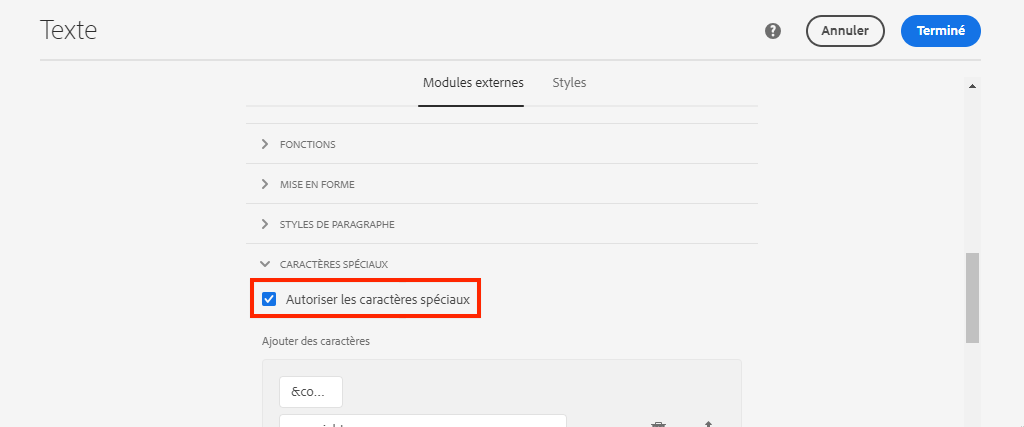 Texte
Annuler
Terminé
Modules externes
Styles
FONCTIONS
MISE EN FORME
STYLES DE PARAGRAPHE
CARACTÈRES SPÉCIAUX
Autoriser les caractères spéciaux
Ajouter des caractères
&co...